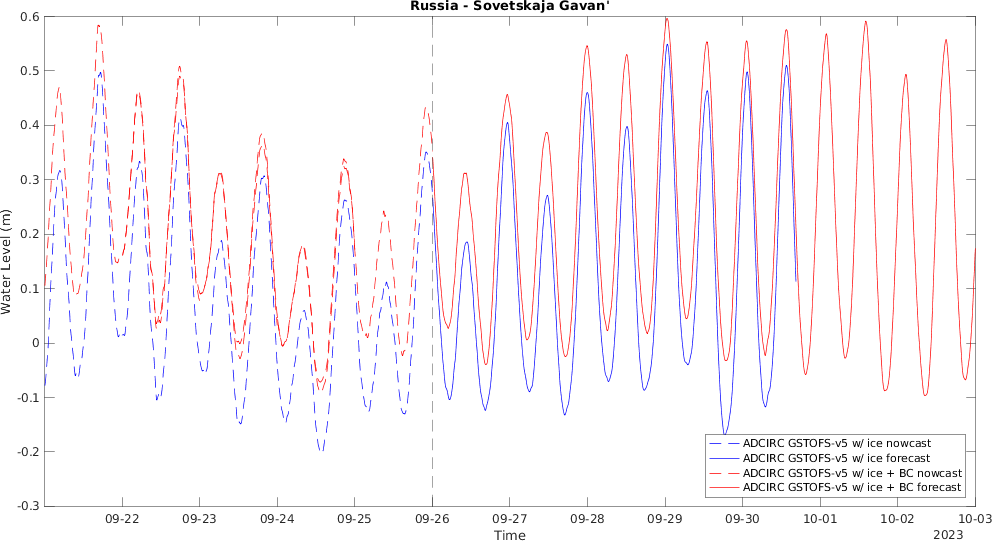 Russia - Sovetskaja Gavan'
0.6
0.5
0.4
0.3
0.2
0.1
0
-0.1
-0.2
-0.3
Water Level (m)
ADCIRC GSTOFS-v5 w/ ice nowcast
ADCIRC GSTOFS-v5 w/ ice forecast
ADCIRC GSTOFS-v5 w/ ice + BC nowcast
ADCIRC GSTOFS-v5 w/ ice + BC forecast
09-22 09-23 09-24 09-25 09-26 09-27 09-28 09-29 09-30 10-01 10-02 10-03
Time
2023